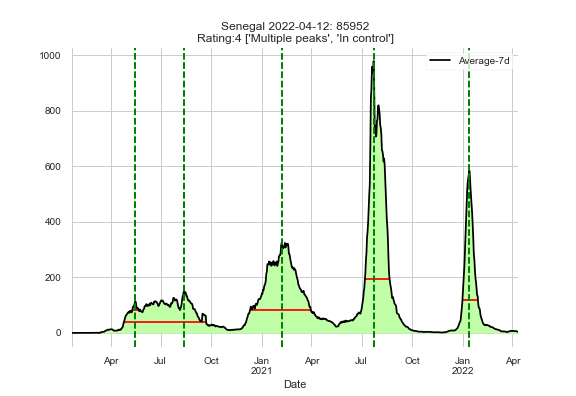 Senegal 2022-04-12: 85952
Rating:4 ['Multiple peaks', 'In control']
1000
Average-7d
800
600
400
200
0
Apr Jul Oct Jan Apr Jul Oct Jan Apr
2021 2022
Date